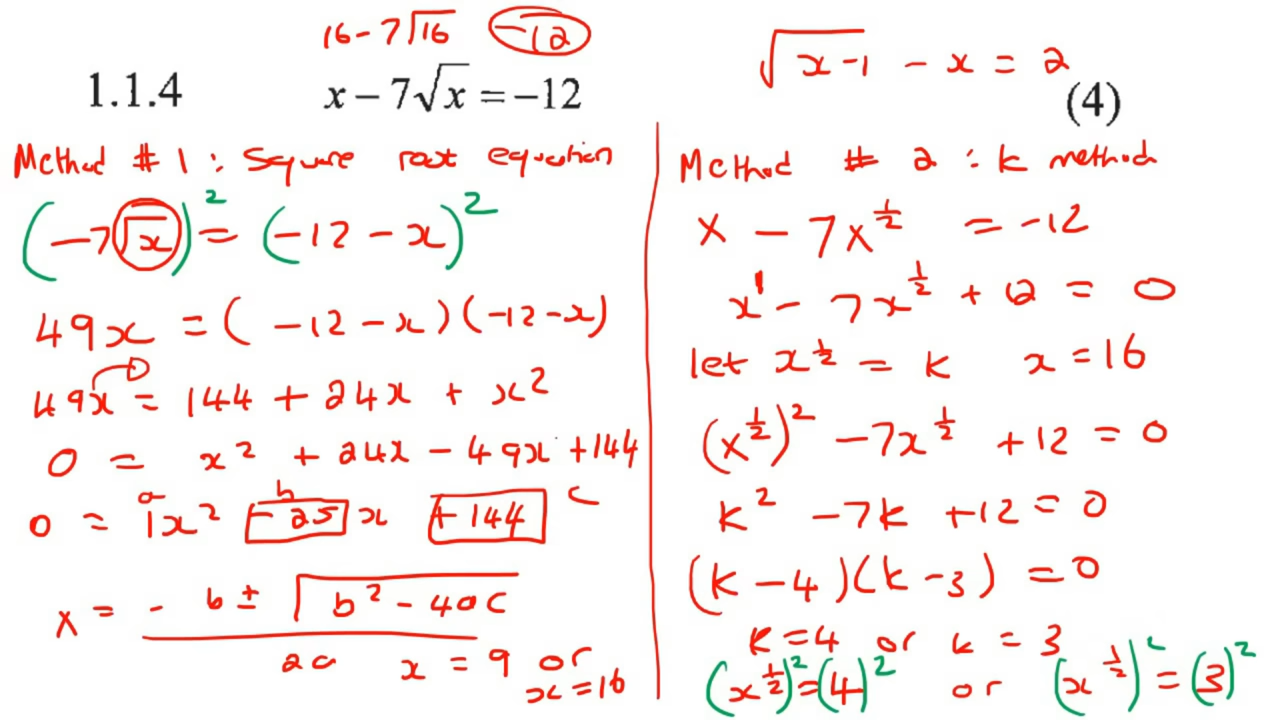 16 - 7√16 -12
1.1.4 x - 7√x = -12
√x-1 - x = 2
(4)
Method # 1 : Square root equation
(-7√x)² = (-12 - x)²
49x = ( -12 - x)(-12 - x)
49x = 144 + 24x + x²
0 = x² + 24x - 49x + 144
a b c
0 = 1x² - 25 x + 144
x = - b ± √b² - 4ac
2a x = 9 or
x = 16
Method # 2 : k method
x - 7x^½ = -12
x¹ - 7x^½ + 12 = 0
let x^½ = k x = 16
(x^½)² - 7x^½ + 12 = 0
k² - 7k + 12 = 0
(k - 4)(k - 3) = 0
k = 4 or k = 3
(x^½)² = (4)² or (x^½)² = (3)²